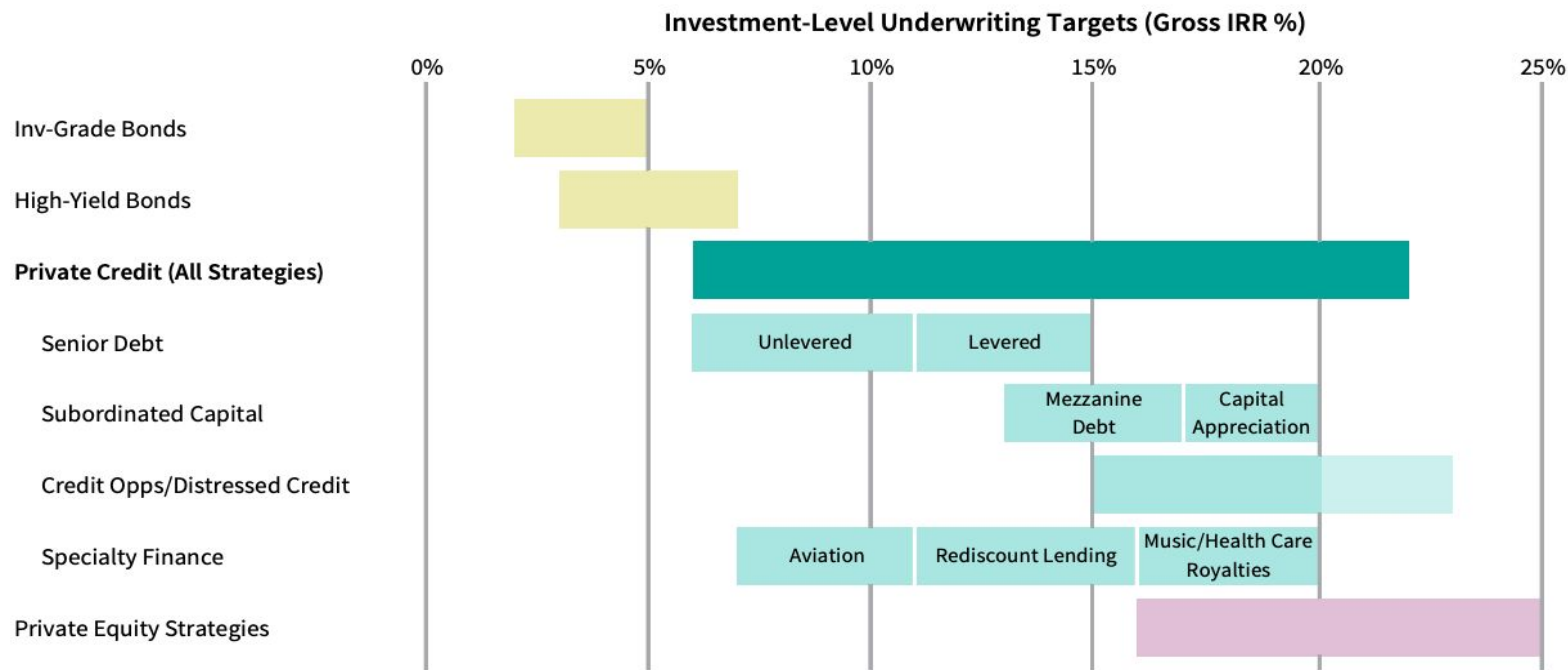 Investment-Level Underwriting Targets (Gross IRR %)
0% 5% 10% 15% 20% 25%
Inv-Grade Bonds
High-Yield Bonds
Private Credit (All Strategies)
Senior Debt Unlevered Levered
Subordinated Capital
Mezzanine
Debt
Capital
Appreciation
Credit Opps/Distressed Credit
Specialty Finance Aviation Rediscount Lending
Music/Health Care
Royalties
Private Equity Strategies